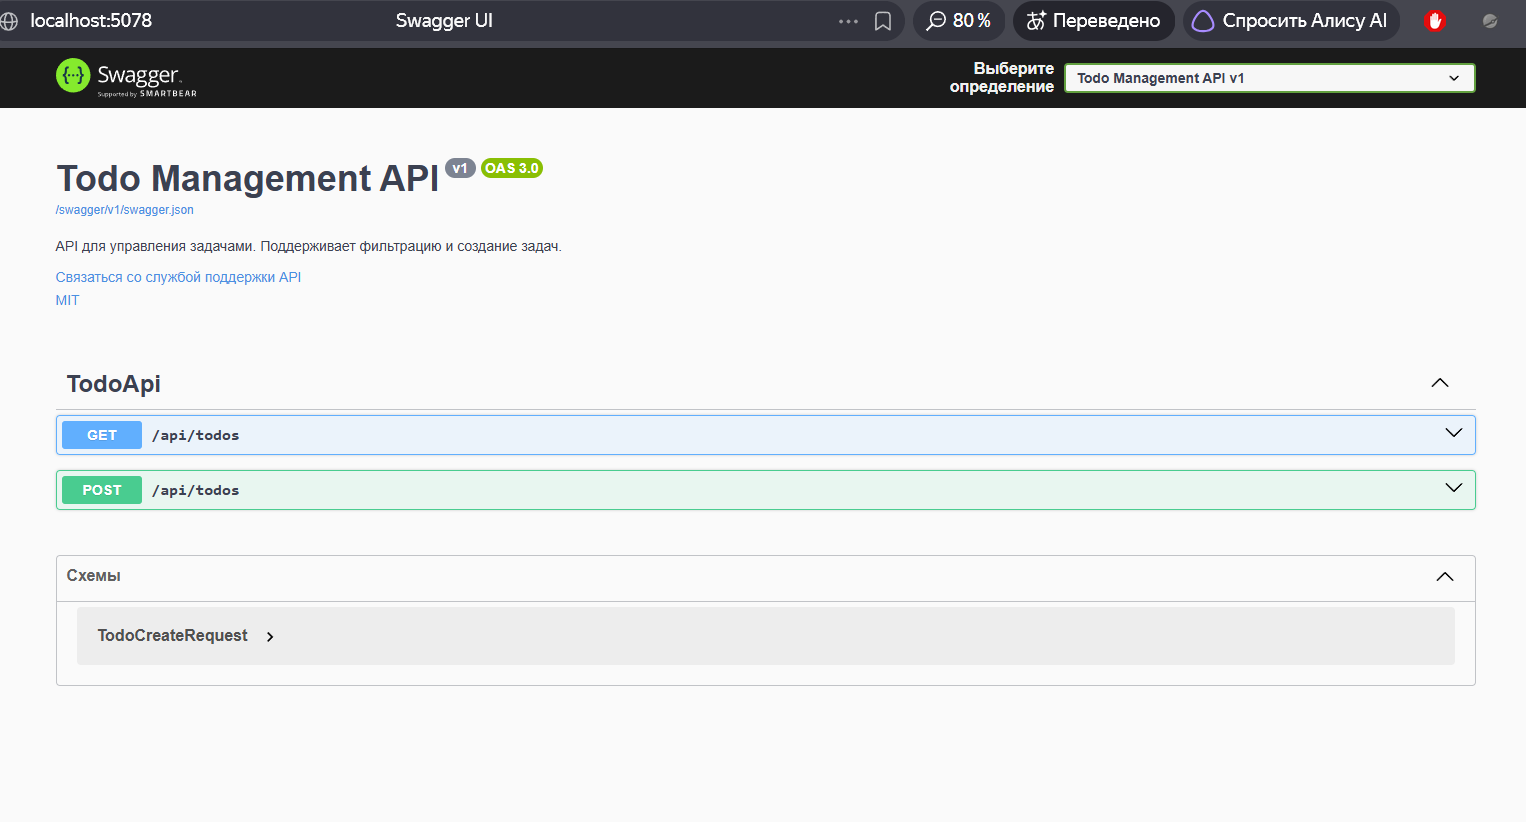 localhost:5078
Swagger UI
80 %
Переведено
Спросить Алису AI
Swagger
Supported by SMARTBEAR
Выберите
определение
Todo Management API v1
Todo Management API v1 OAS 3.0
/swagger/v1/swagger.json
API для управления задачами. Поддерживает фильтрацию и создание задач.
Связаться со службой поддержки API
MIT
TodoApi
GET /api/todos
POST /api/todos
Схемы
TodoCreateRequest